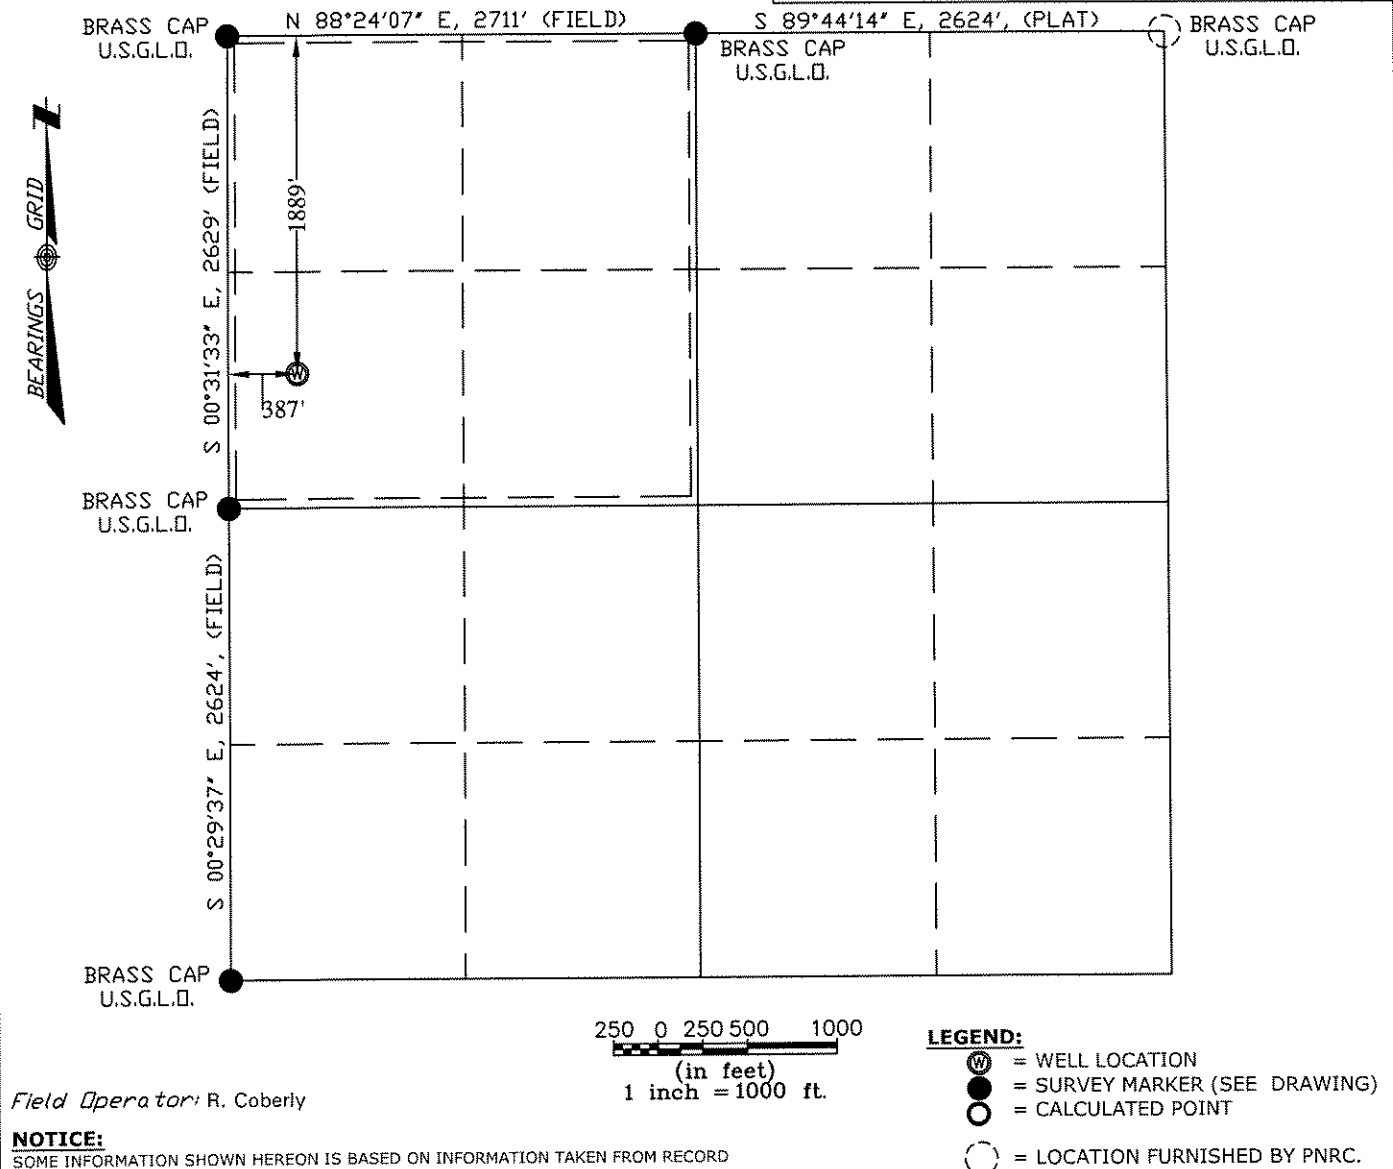 N 88°24'07" E, 2711' (FIELD)
S 89°44'14" E, 2624', (PLAT)
BRASS CAP
U.S.G.L.O.
BRASS CAP
U.S.G.L.O.
BRASS CAP
U.S.G.L.O.
N
GRID
BEARINGS
S 00°31'33" E, 2629' (FIELD)
1889'
W
387'
BRASS CAP
U.S.G.L.O.
S 00°29'37" E, 2624', (FIELD)
BRASS CAP
U.S.G.L.O.
250 0 250 500 1000
(in feet)
1 inch = 1000 ft.
LEGEND:
W = WELL LOCATION
= SURVEY MARKER (SEE DRAWING)
= CALCULATED POINT
= LOCATION FURNISHED BY PNRC.
Field Operator: R. Coberly
NOTICE:
SOME INFORMATION SHOWN HEREON IS BASED ON INFORMATION TAKEN FROM RECORD